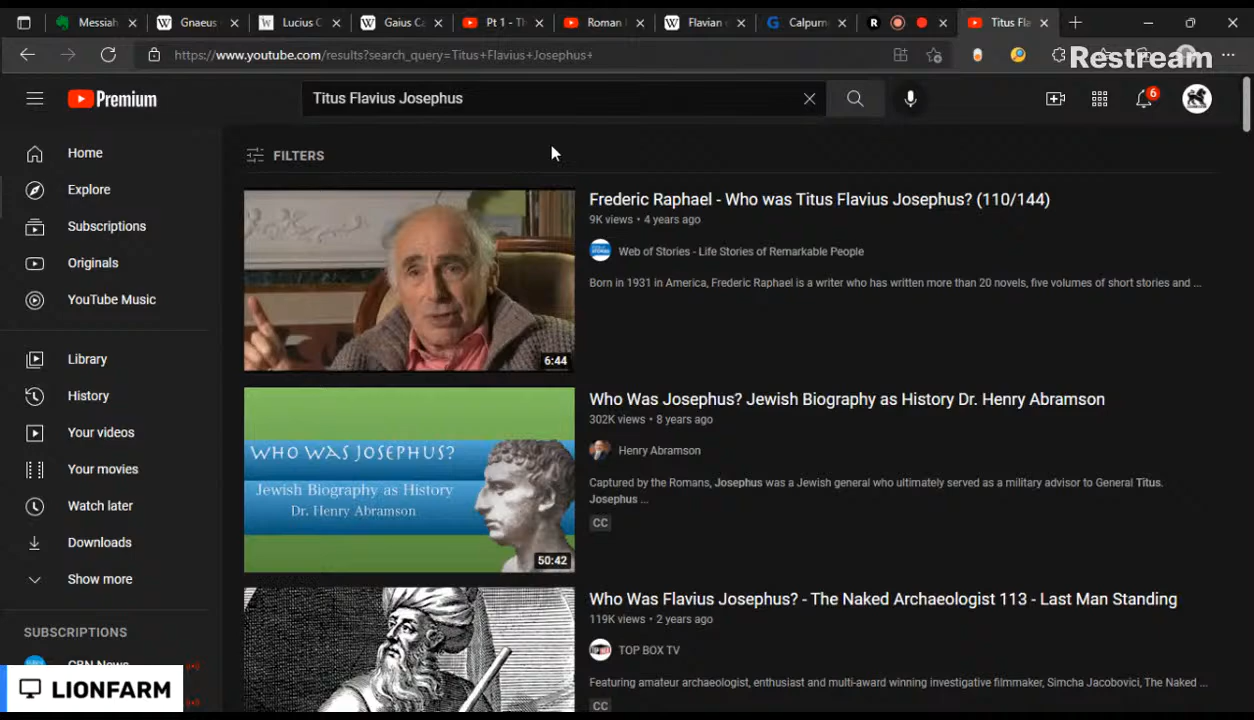 Messiah
Gnaeus
Lucius C
Gaius Ca
Pt 1 - Th
Roman
Flavian d
Calpurn
R
Titus Fla
https://www.youtube.com/results?search_query=Titus+Flavius+Josephus+
Restream
Premium
Titus Flavius Josephus
6
Home
Explore
Subscriptions
Originals
YouTube Music
Library
History
Your videos
Your movies
Watch later
Downloads
Show more
SUBSCRIPTIONS
CBN News
LIONFARM
FILTERS
6:44
Frederic Raphael - Who was Titus Flavius Josephus? (110/144)
9K views • 4 years ago
Web of Stories - Life Stories of Remarkable People
Born in 1931 in America, Frederic Raphael is a writer who has written more than 20 novels, five volumes of short stories and ...
WHO WAS JOSEPHUS?
Jewish Biography as History
Dr. Henry Abramson
50:42
Who Was Josephus? Jewish Biography as History Dr. Henry Abramson
302K views • 8 years ago
Henry Abramson
Captured by the Romans, Josephus was a Jewish general who ultimately served as a military advisor to General Titus.
Josephus ...
CC
Who Was Flavius Josephus? - The Naked Archaeologist 113 - Last Man Standing
119K views • 2 years ago
TOP BOX TV
Featuring amateur archaeologist, enthusiast and multi-award winning investigative filmmaker, Simcha Jacobovici, The Naked ...
CC